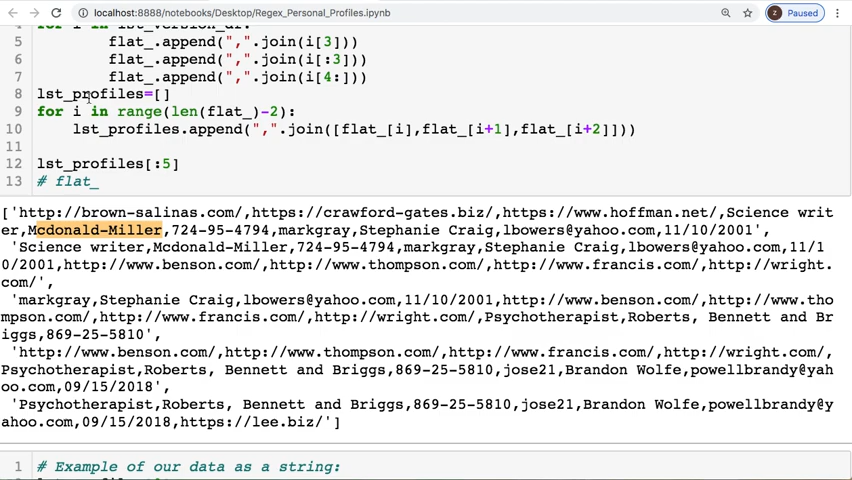 localhost:8888/notebooks/Desktop/Regex_Personal_Profiles.ipynb
Z Paused
5 flat_.append(",".join(i[3]))
6 flat_.append(",".join(i[:3]))
7 flat_.append(",".join(i[4:]))
8 lst_profiles=[]
9 for i in range(len(flat_)-2):
10 lst_profiles.append(",".join([flat_[i],flat_[i+1],flat_[i+2]]))
11
12 lst_profiles[:5]
13 # flat_
['http://brown-salinas.com/,https://crawford-gates.biz/,https://www.hoffman.net/,Science writ
er,Mcdonald-Miller,724-95-4794,markgray,Stephanie Craig,lbowers@yahoo.com,11/10/2001',
'Science writer,Mcdonald-Miller,724-95-4794,markgray,Stephanie Craig,lbowers@yahoo.com,11/1
0/2001,http://www.benson.com/,http://www.thompson.com/,http://www.francis.com/,http://wright.
com/',
'markgray,Stephanie Craig,lbowers@yahoo.com,11/10/2001,http://www.benson.com/,http://www.tho
mpson.com/,http://www.francis.com/,http://wright.com/,Psychotherapist,Roberts, Bennett and Br
iggs,869-25-5810',
'http://www.benson.com/,http://www.thompson.com/,http://www.francis.com/,http://wright.com/,
Psychotherapist,Roberts, Bennett and Briggs,869-25-5810,jose21,Brandon Wolfe,powellbrandy@yah
oo.com,09/15/2018',
'Psychotherapist,Roberts, Bennett and Briggs,869-25-5810,jose21,Brandon Wolfe,powellbrandy@y
ahoo.com,09/15/2018,https://lee.biz/']
1 # Example of our data as a string: